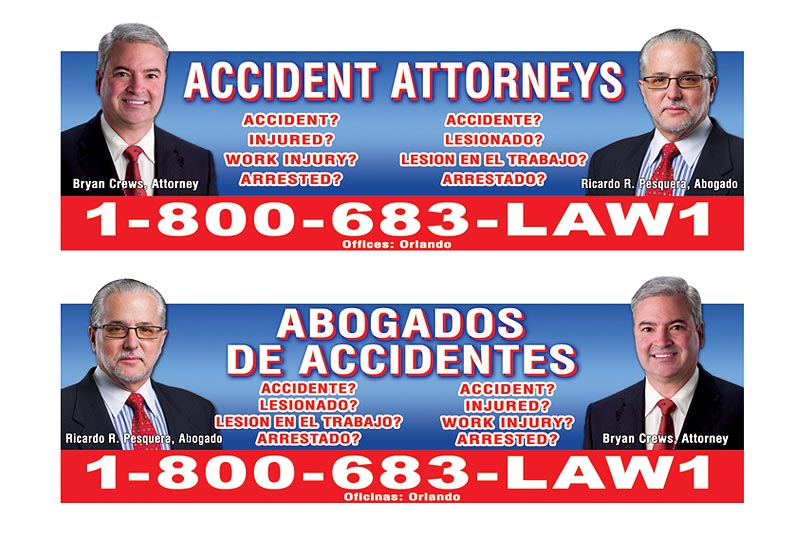 ACCIDENT ATTORNEYS
ACCIDENT?
INJURED?
WORK INJURY?
ARRESTED?
ACCIDENTE?
LESIONADO?
LESION EN EL TRABAJO?
ARRESTADO?
Bryan Crews, Attorney
Ricardo R. Pesquera, Abogado
1-800-683-LAW1
Offices: Orlando
ABOGADOS
DE ACCIDENTES
ACCIDENTE?
LESIONADO?
LESION EN EL TRABAJO?
ARRESTADO?
ACCIDENT?
INJURED?
WORK INJURY?
ARRESTED?
Ricardo R. Pesquera, Abogado
Bryan Crews, Attorney
1-800-683-LAW1
Oficinas: Orlando